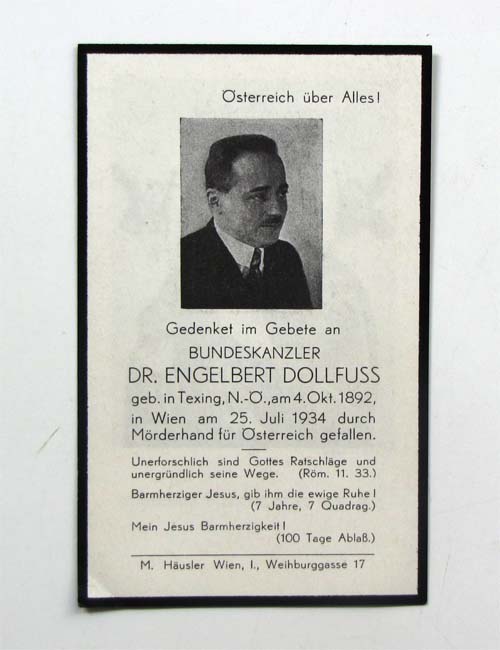 Österreich über Alles!
Gedenket im Gebete an
BUNDESKANZLER
DR. ENGELBERT DOLLFUSS
geb. in Texing, N.-Ö., am 4. Okt. 1892,
in Wien am 25. Juli 1934 durch
Mörderhand für Österreich gefallen.
Unerforschlich sind Gottes Ratschläge und
unergründlich seine Wege. (Röm. 11. 33.)
Barmherziger Jesus, gib ihm die ewige Ruhe!
(7 Jahre, 7 Quadrag.)
Mein Jesus Barmherzigkeit!
(100 Tage Ablaß.)
M. Häusler Wien, I., Weihburggasse 17